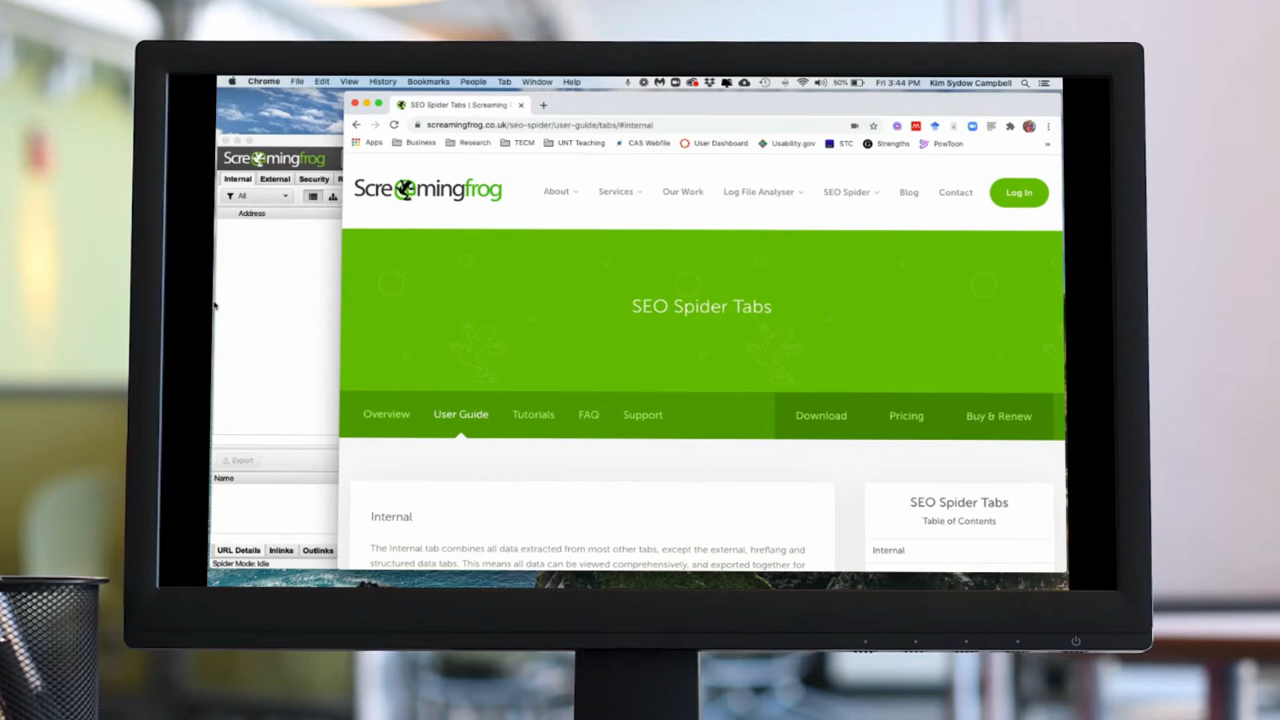 Chrome File Edit View History Bookmarks People Tab Window Help 50% Fri 3:44 PM Kim Sydow Campbell
SEO Spider Tabs | Screaming
screamingfrog.co.uk/seo-spider/user-guide/tabs/#internal
Apps Business Research TECM UNT Teaching CAS Webfile User Dashboard Usability.gov STC Strengths PowToon »
Screamingfrog
Internal External Security
All
Address
Export
Name
URL Details Inlinks Outlinks
Spider Mode: Idle
Screamingfrog About Services Our Work Log File Analyser SEO Spider Blog Contact Log In
SEO Spider Tabs
Overview User Guide Tutorials FAQ Support Download Pricing Buy & Renew
Internal
The Internal tab combines all data extracted from most other tabs, except the external, hreflang and
structured data tabs. This means all data can be viewed comprehensively, and exported together for
SEO Spider Tabs
Table of Contents
Internal